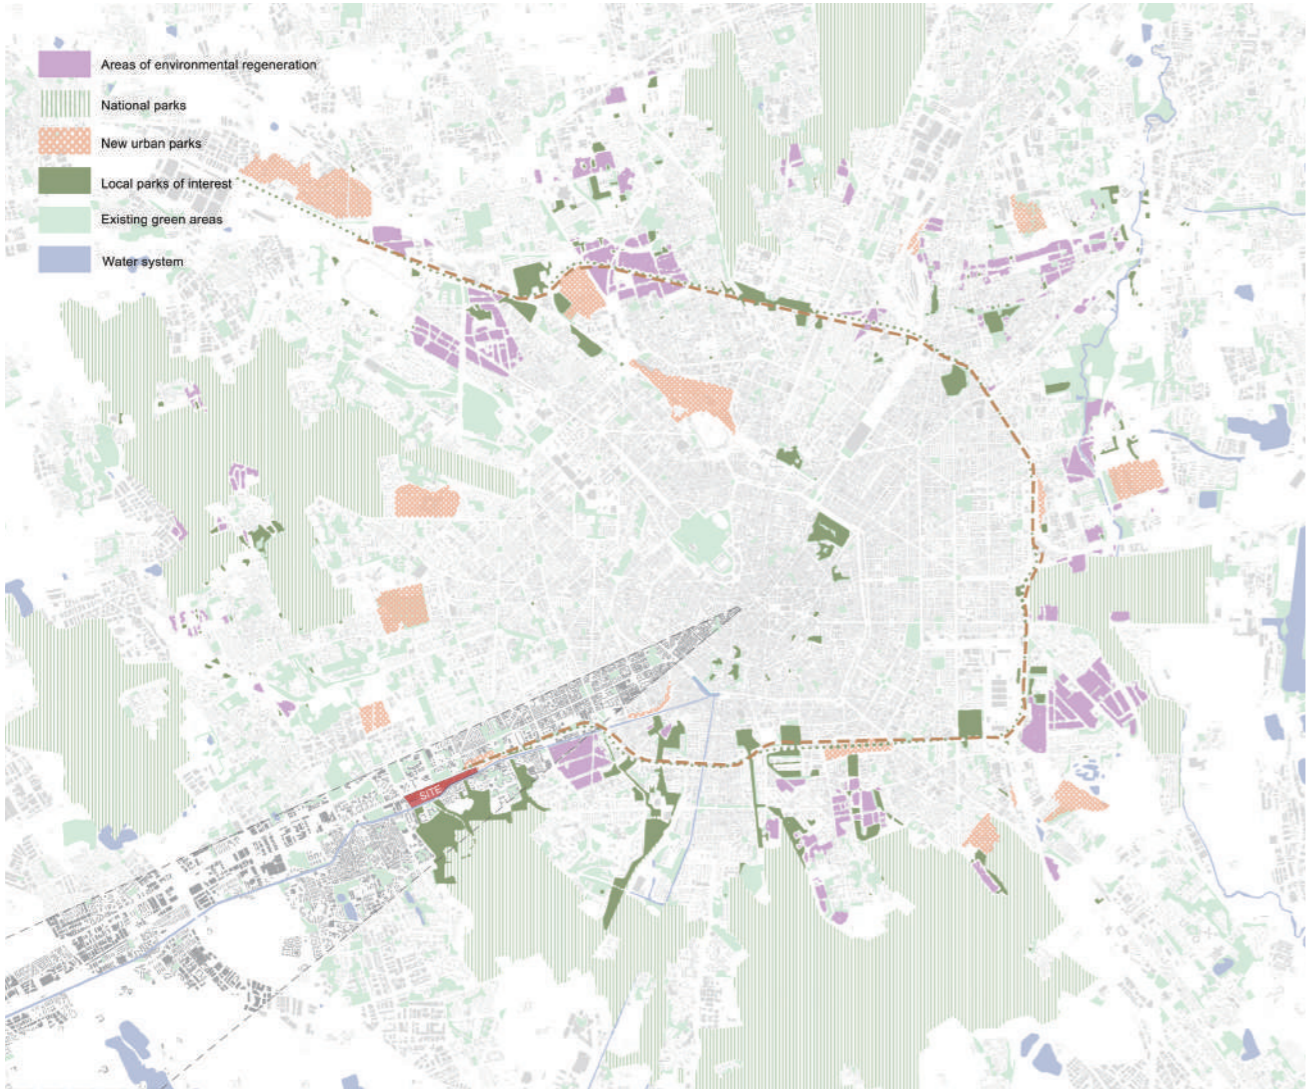 Areas of environmental regeneration
National parks
New urban parks
Local parks of interest
Existing green areas
Water system
SITE